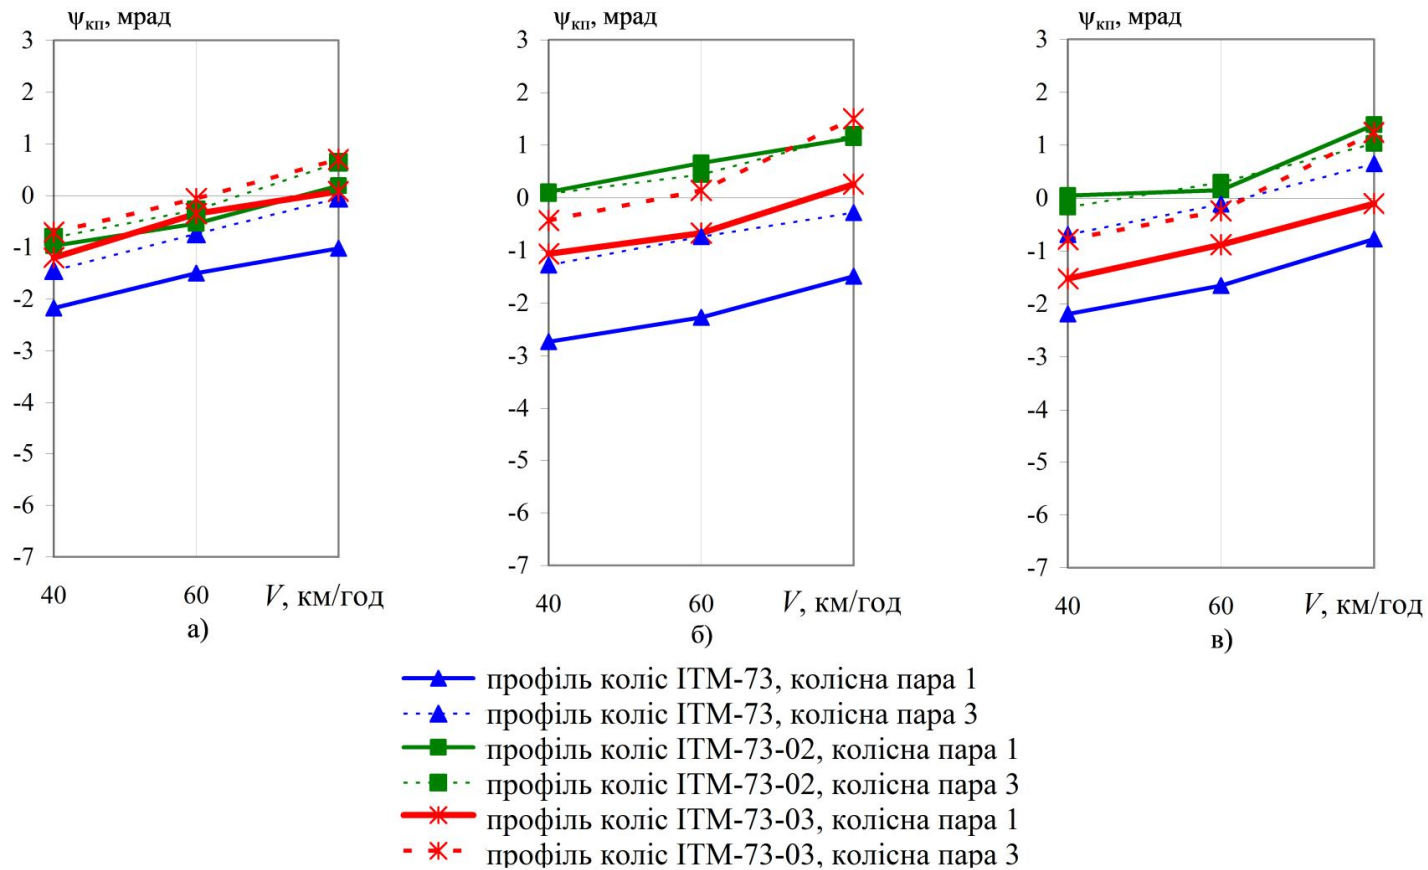 ψкп, мрад
3
2
1
0
-1
-2
-3
-4
-5
-6
-7
40 60 V, км/год
а)
ψкп, мрад
3
2
1
0
-1
-2
-3
-4
-5
-6
-7
40 60 V, км/год
б)
ψкп, мрад
3
2
1
0
-1
-2
-3
-4
-5
-6
-7
40 60 V, км/год
в)
профіль коліс ІТМ-73, колісна пара 1
профіль коліс ІТМ-73, колісна пара 3
профіль коліс ІТМ-73-02, колісна пара 1
профіль коліс ІТМ-73-02, колісна пара 3
профіль коліс ІТМ-73-03, колісна пара 1
профіль коліс ІТМ-73-03, колісна пара 3